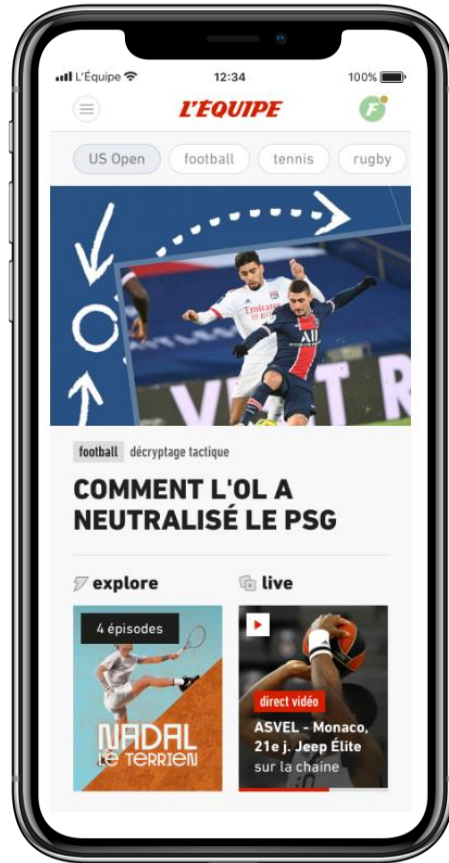 L'Équipe
12:34
100%
L'ÉQUIPE
F
US Open
football
tennis
rugby
Emirates
ALL
football décryptage tactique
COMMENT L'OL A
NEUTRALISÉ LE PSG
explore
live
4 épisodes
NADAL
LE TERRIEN
direct vidéo
ASVEL - Monaco,
21e j. Jeep Élite
sur la chaine